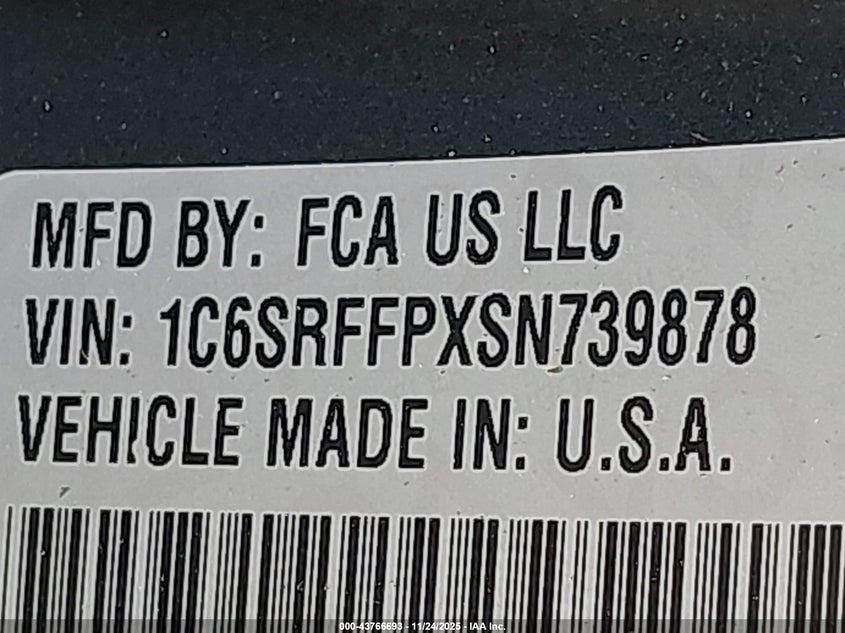 MFD BY: FCA US LLC
VIN: 1C6SRFFPXSN739878
VEHICLE MADE IN: U.S.A.
000-43766693 - 11/24/2025 - IAA Inc.